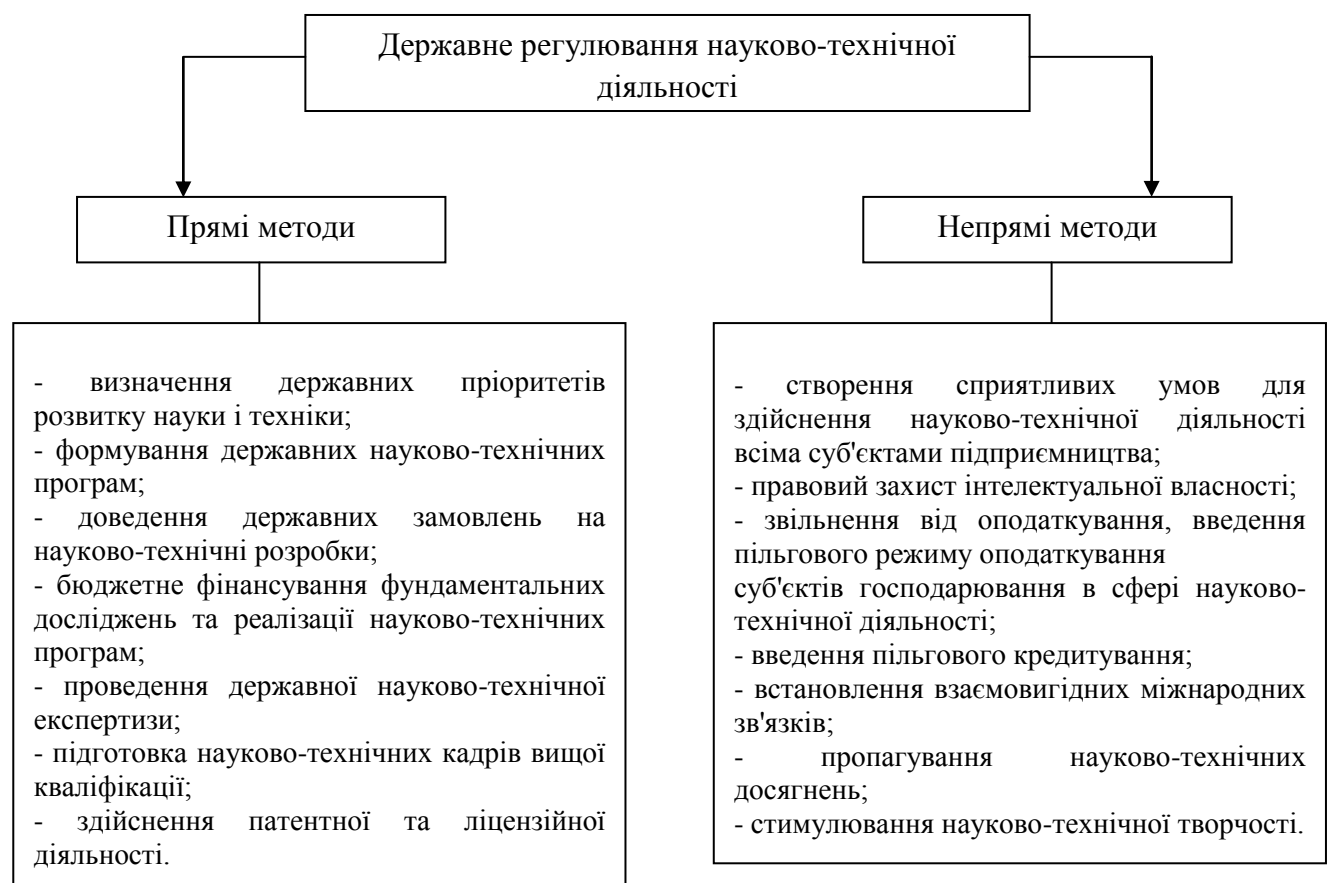 Державне регулювання науково-технічної
діяльності
Прямі методи
Непрямі методи
- визначення державних пріоритетів
розвитку науки і техніки;
- формування державних науково-технічних
програм;
- доведення державних замовлень на
науково-технічні розробки;
- бюджетне фінансування фундаментальних
досліджень та реалізації науково-технічних
програм;
- проведення державної науково-технічної
експертизи;
- підготовка науково-технічних кадрів вищої
кваліфікації;
- здійснення патентної та ліцензійної
діяльності.
- створення сприятливих умов для
здійснення науково-технічної діяльності
всіма суб'єктами підприємництва;
- правовий захист інтелектуальної власності;
- звільнення від оподаткування, введення
пільгового режиму оподаткування
суб'єктів господарювання в сфері науково-
технічної діяльності;
- введення пільгового кредитування;
- встановлення взаємовигідних міжнародних
зв'язків;
- пропагування науково-технічних
досягнень;
- стимулювання науково-технічної творчості.